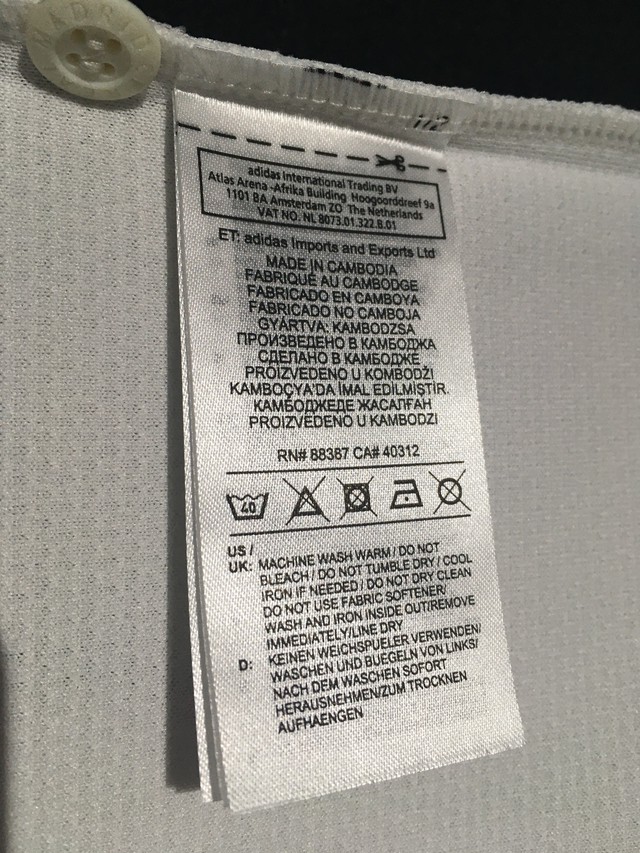 MADRID
1/2
adidas International Trading BV
Atlas Arena -Afrika Building Hoogoorddreef 9a
1101 BA Amsterdam ZO The Netherlands
VAT NO. NL 8073.01.322.B.01
ET: adidas Imports and Exports Ltd
MADE IN CAMBODIA
FABRIQUÉ AU CAMBODGE
FABRICADO EN CAMBOYA
FABRICADO NO CAMBOJA
GYÁRTVA: KAMBODZSA
ПРОИЗВЕДЕНО В КАМБОДЖА
СДЕЛАНО В КАМБОДЖЕ
PROIZVEDENO U KOMBODŽI
KAMBOÇYA'DA İMAL EDİLMİŞTİR.
КАМБОДЖЕДЕ ЖАСАЛҒАН
PROIZVEDENO U KAMBODZI
RN# 88387 CA# 40312
40
US /
UK: MACHINE WASH WARM / DO NOT
BLEACH / DO NOT TUMBLE DRY / COOL
IRON IF NEEDED / DO NOT DRY CLEAN
DO NOT USE FABRIC SOFTENER/
WASH AND IRON INSIDE OUT/REMOVE
IMMEDIATELY/LINE DRY
D: KEINEN WEICHSPUELER VERWENDEN/
WASCHEN UND BUEGELN VON LINKS/
NACH DEM WASCHEN SOFORT
HERAUSNEHMEN/ZUM TROCKNEN
AUFHAENGEN